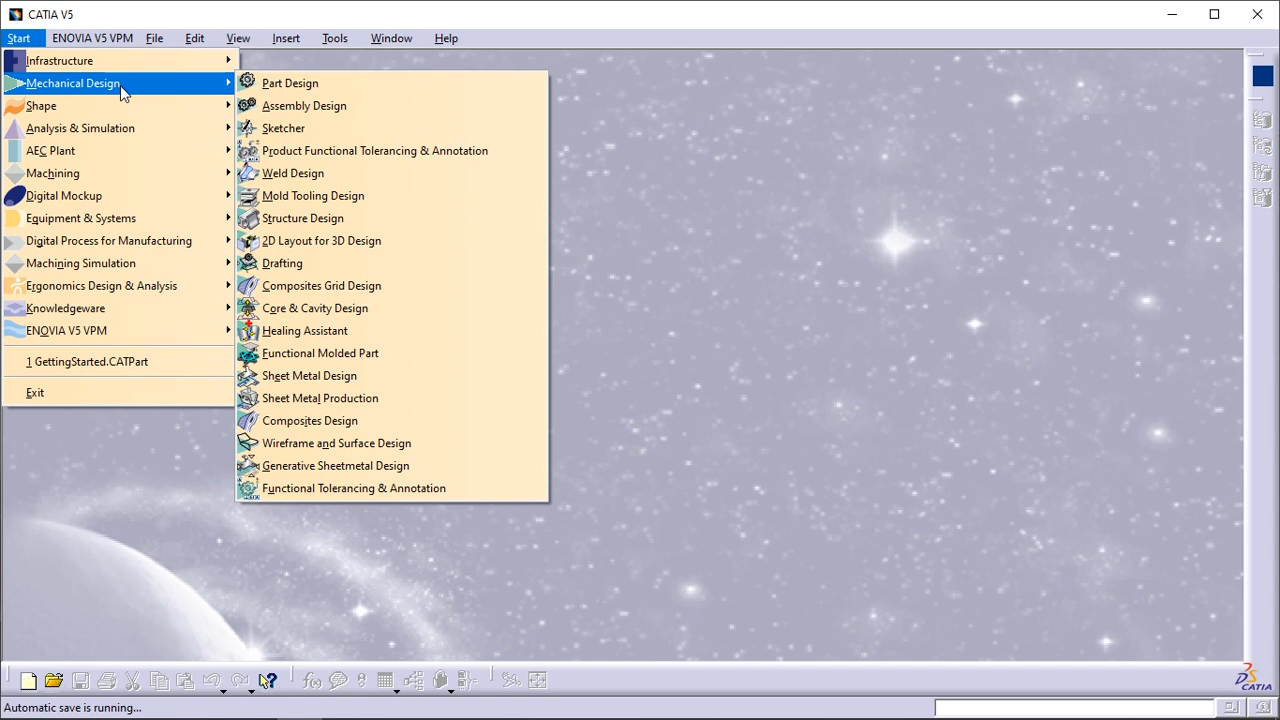 CATIA V5
Start ENOVIA V5 VPM File Edit View Insert Tools Window Help
Infrastructure
Mechanical Design
Shape
Analysis & Simulation
AEC Plant
Machining
Digital Mockup
Equipment & Systems
Digital Process for Manufacturing
Machining Simulation
Ergonomics Design & Analysis
Knowledgeware
ENOVIA V5 VPM
1 GettingStarted.CATPart
Exit
Part Design
Assembly Design
Sketcher
Product Functional Tolerancing & Annotation
Weld Design
Mold Tooling Design
Structure Design
2D Layout for 3D Design
Drafting
Composites Grid Design
Core & Cavity Design
Healing Assistant
Functional Molded Part
Sheet Metal Design
Sheet Metal Production
Composites Design
Wireframe and Surface Design
Generative Sheetmetal Design
Functional Tolerancing & Annotation
CATIA
Automatic save is running...